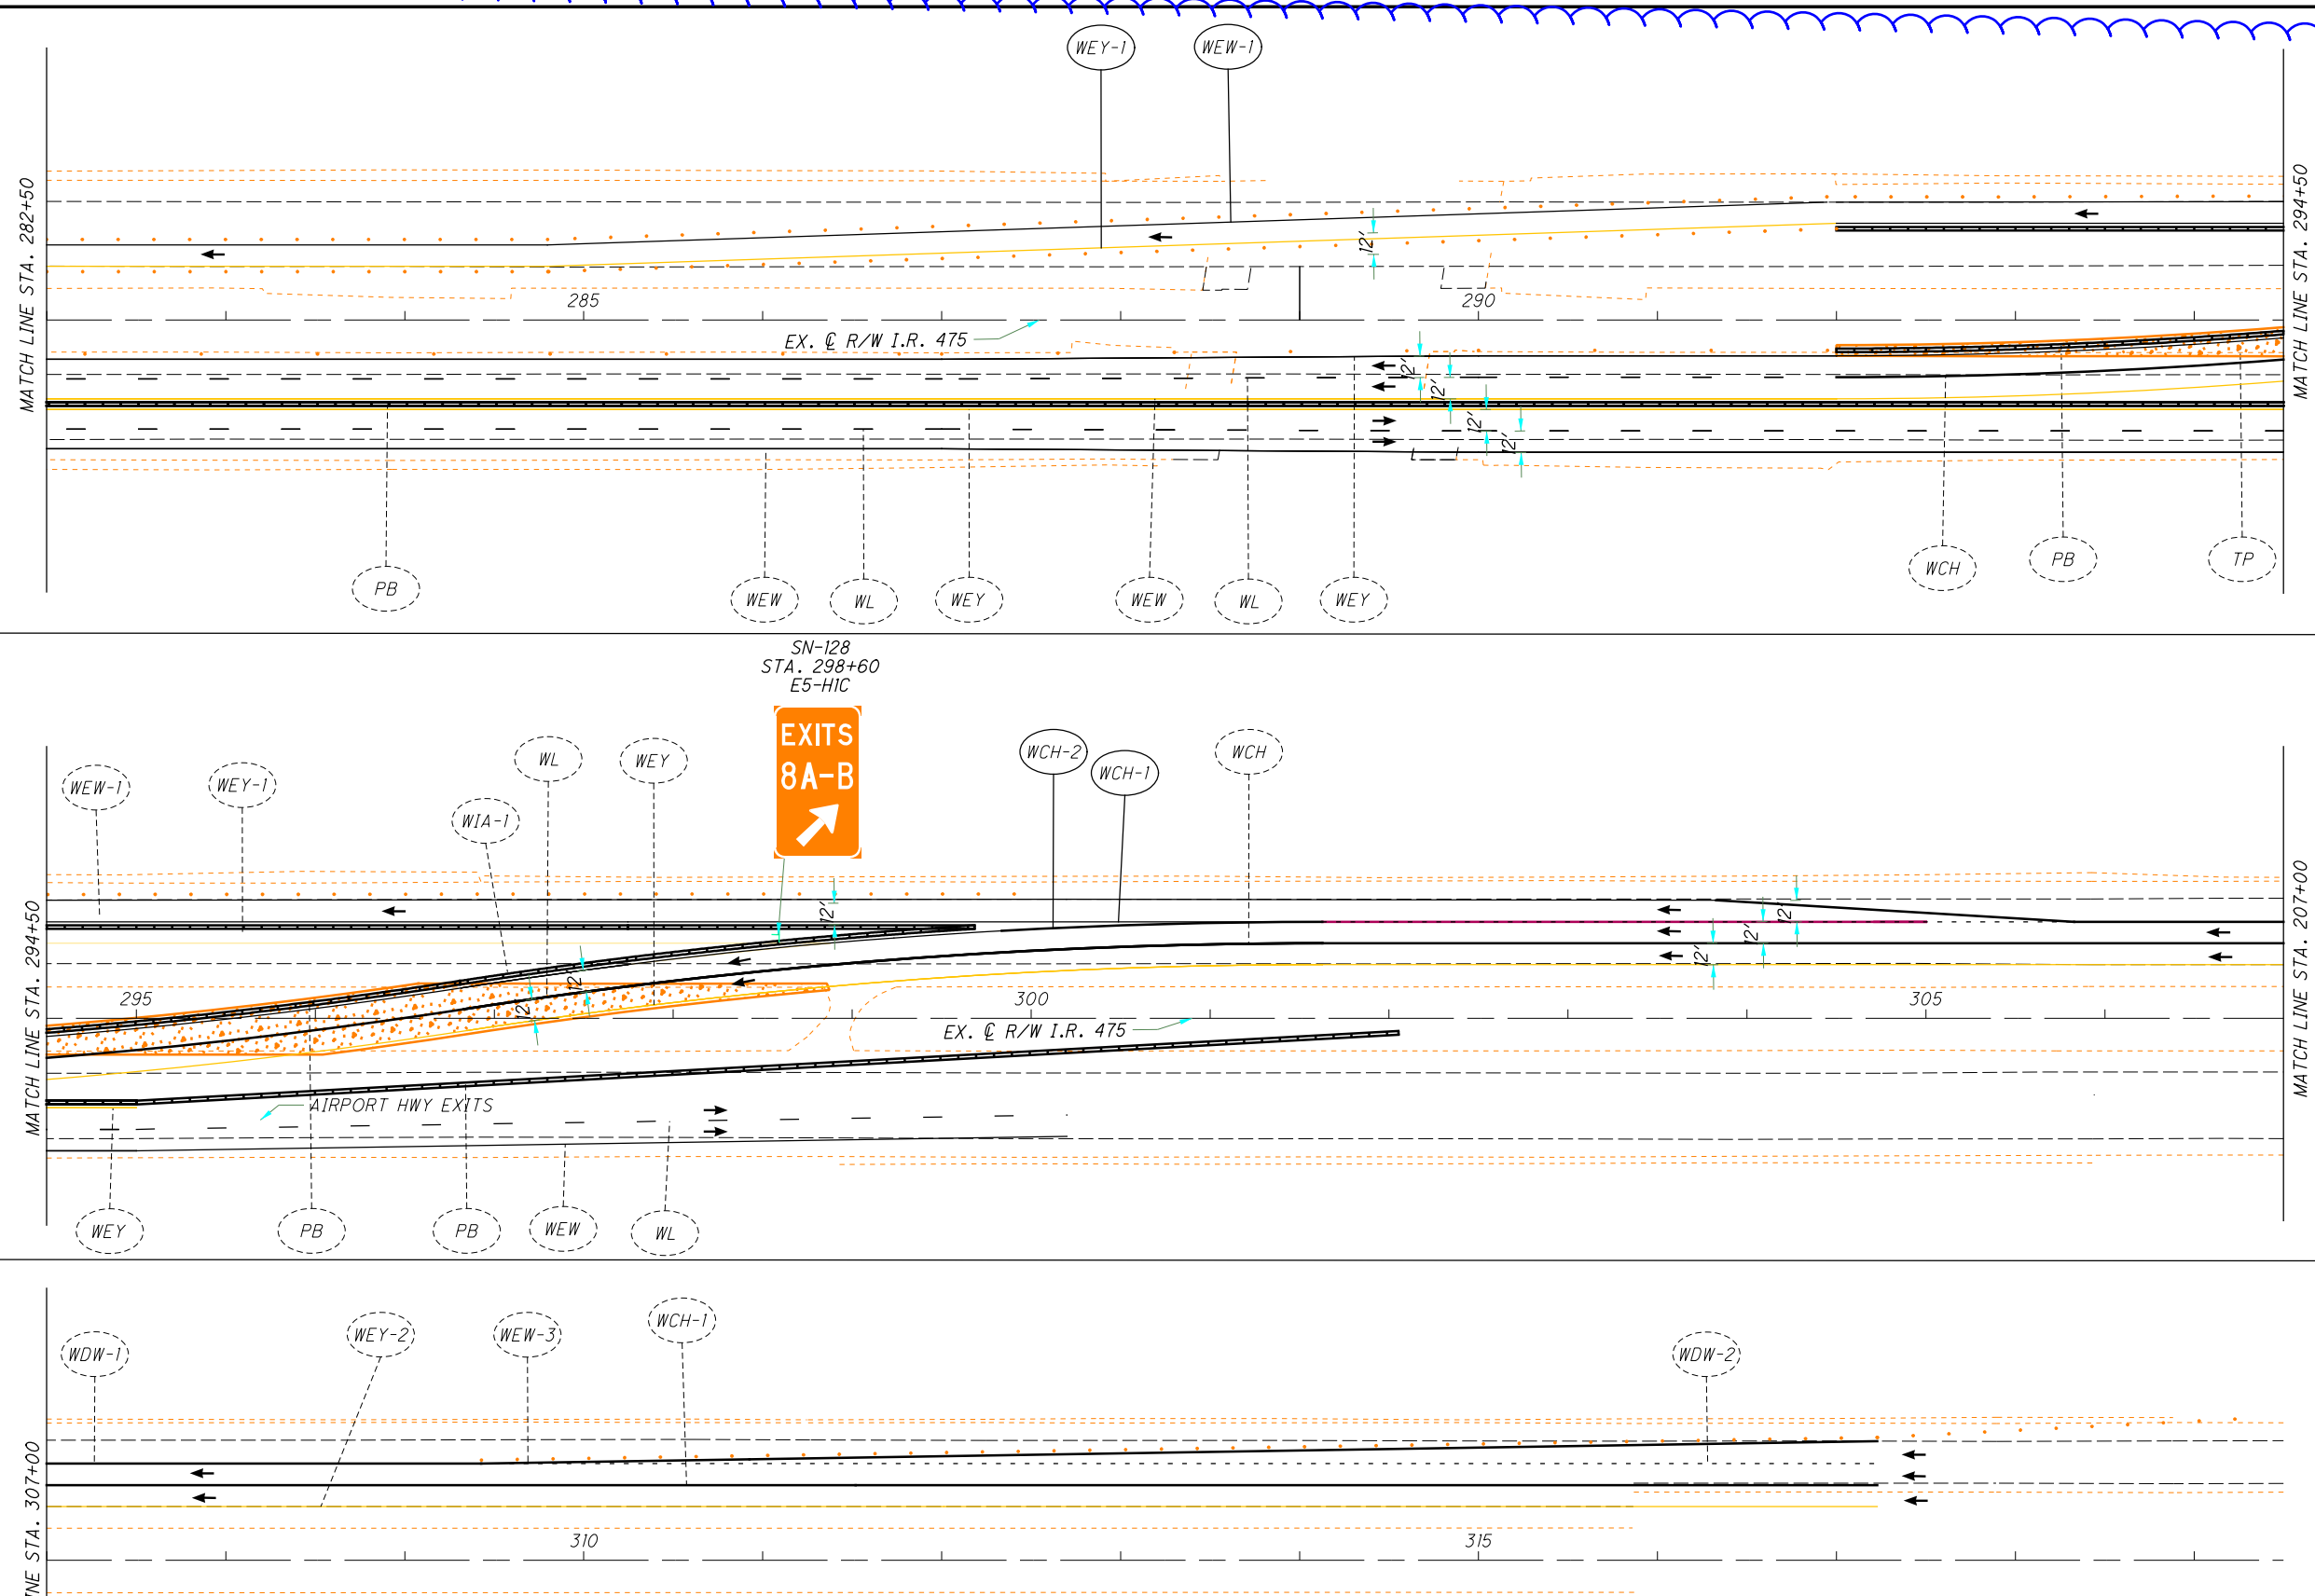 WEY-1
WEW-1
MATCH LINE STA. 282+50
MATCH LINE STA. 294+50
12'
285
290
EX. ℄ R/W I.R. 475
12'
12'
12'
12'
PB
WEW
WL
WEY
WEW
WL
WEY
WCH
PB
TP
SN-128
STA. 298+60
E5-H1C
EXITS
8A-B
WEW-1
WEY-1
WIA-1
WL
WEY
WCH-2
WCH-1
WCH
MATCH LINE STA. 294+50
MATCH LINE STA. 207+00
12'
12'
12'
12'
12'
12'
295
300
305
EX. ℄ R/W I.R. 475
AIRPORT HWY EXITS
WEY
PB
PB
WEW
WL
WDW-1
WEY-2
WEW-3
WCH-1
WDW-2
INE STA. 307+00
310
315